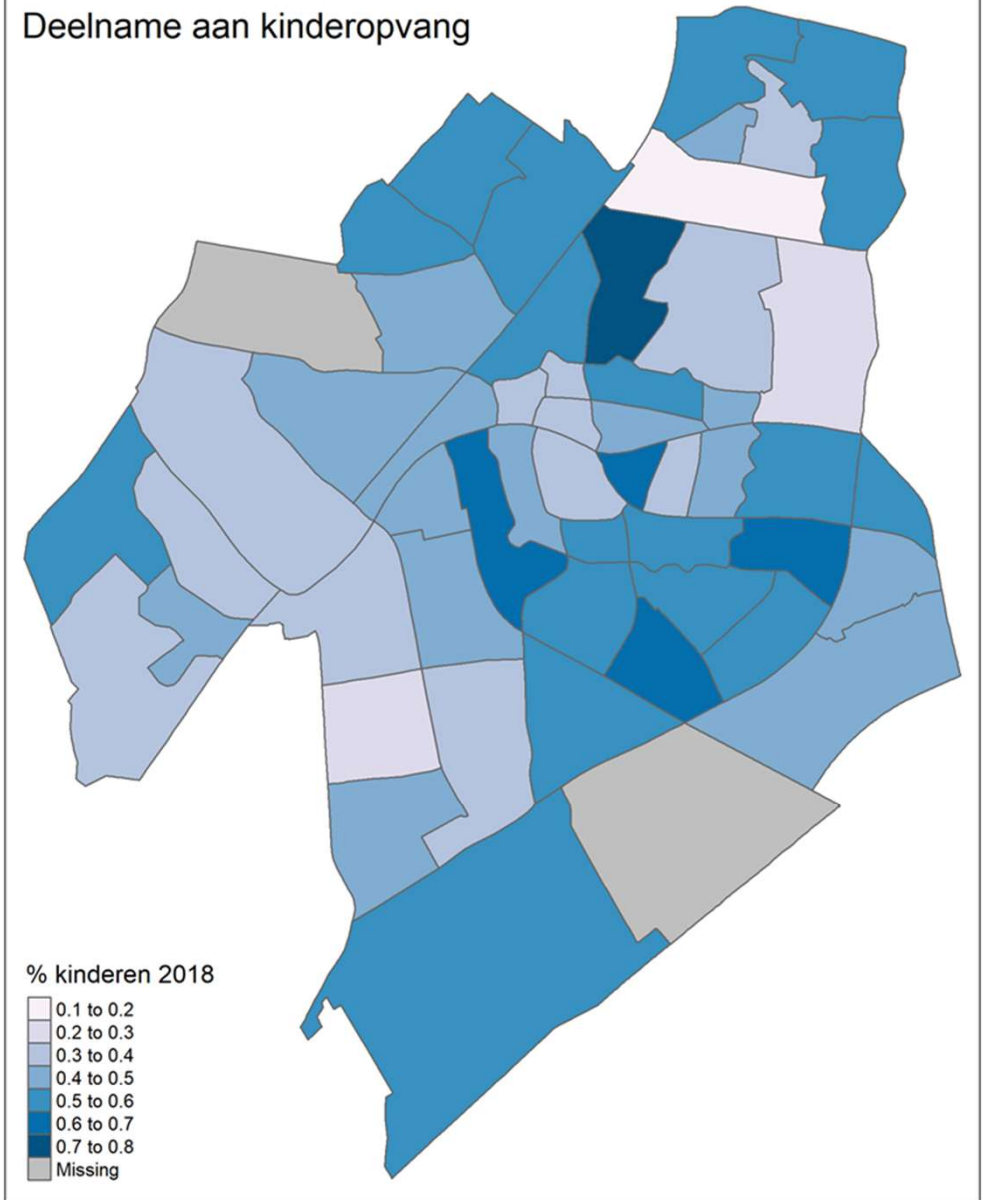 Deelname aan kinderopvang
% kinderen 2018
0.1 to 0.2
0.2 to 0.3
0.3 to 0.4
0.4 to 0.5
0.5 to 0.6
0.6 to 0.7
0.7 to 0.8
Missing